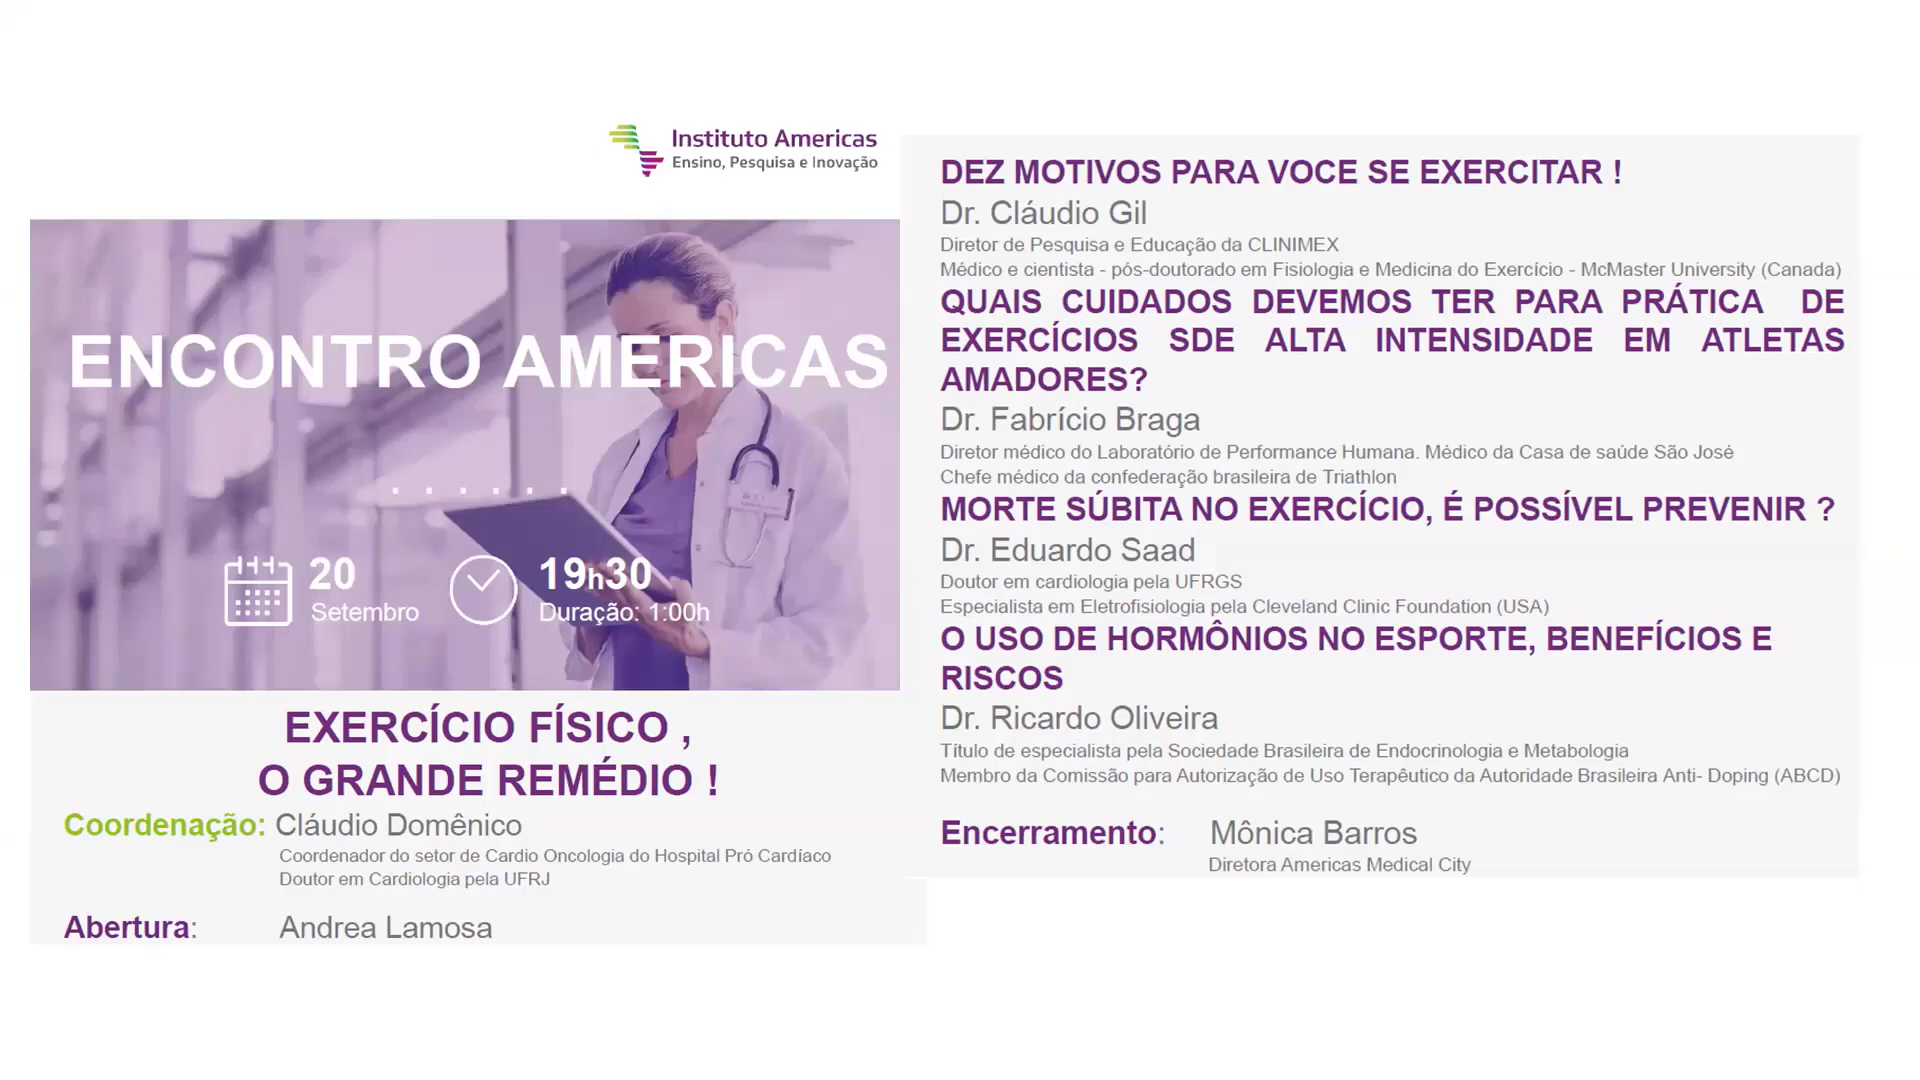 Instituto Americas
Ensino, Pesquisa e Inovação
ENCONTRO AMERICAS
20
Setembro
19h30
Duração: 1:00h
EXERCÍCIO FÍSICO ,
O GRANDE REMÉDIO !
Coordenação: Cláudio Domênico
Coordenador do setor de Cardio Oncologia do Hospital Pró Cardíaco
Doutor em Cardiologia pela UFRJ
Abertura: Andrea Lamosa
DEZ MOTIVOS PARA VOCE SE EXERCITAR !
Dr. Cláudio Gil
Diretor de Pesquisa e Educação da CLINIMEX
Médico e cientista - pós-doutorado em Fisiologia e Medicina do Exercício - McMaster University (Canada)
QUAIS CUIDADOS DEVEMOS TER PARA PRÁTICA DE
EXERCÍCIOS SDE ALTA INTENSIDADE EM ATLETAS
AMADORES?
Dr. Fabrício Braga
Diretor médico do Laboratório de Performance Humana. Médico da Casa de saúde São José
Chefe médico da confederação brasileira de Triathlon
MORTE SÚBITA NO EXERCÍCIO, É POSSÍVEL PREVENIR ?
Dr. Eduardo Saad
Doutor em cardiologia pela UFRGS
Especialista em Eletrofisiologia pela Cleveland Clinic Foundation (USA)
O USO DE HORMÔNIOS NO ESPORTE, BENEFÍCIOS E
RISCOS
Dr. Ricardo Oliveira
Título de especialista pela Sociedade Brasileira de Endocrinologia e Metabologia
Membro da Comissão para Autorização de Uso Terapêutico da Autoridade Brasileira Anti- Doping (ABCD)
Encerramento: Mônica Barros
Diretora Americas Medical City